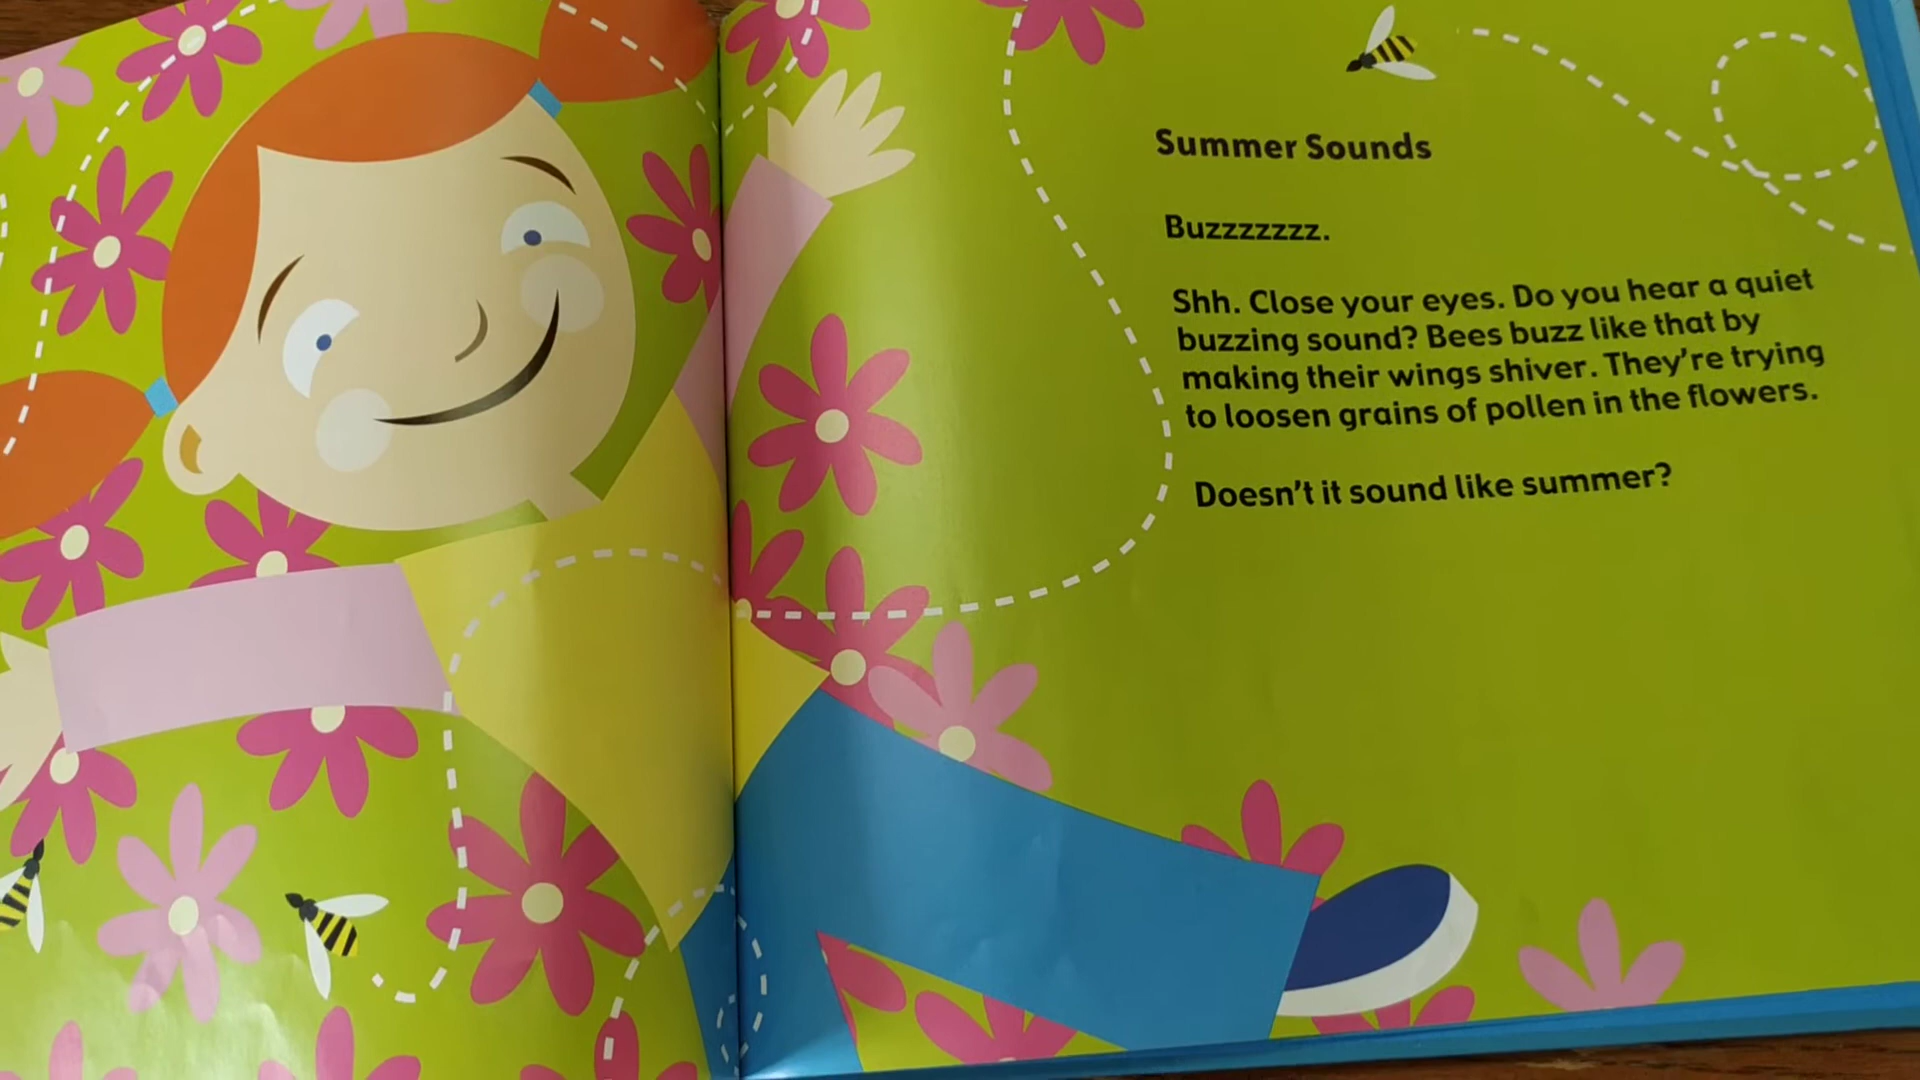 Summer Sounds
Buzzzzzzz.
Shh. Close your eyes. Do you hear a quiet
buzzing sound? Bees buzz like that by
making their wings shiver. They're trying
to loosen grains of pollen in the flowers.
Doesn't it sound like summer?